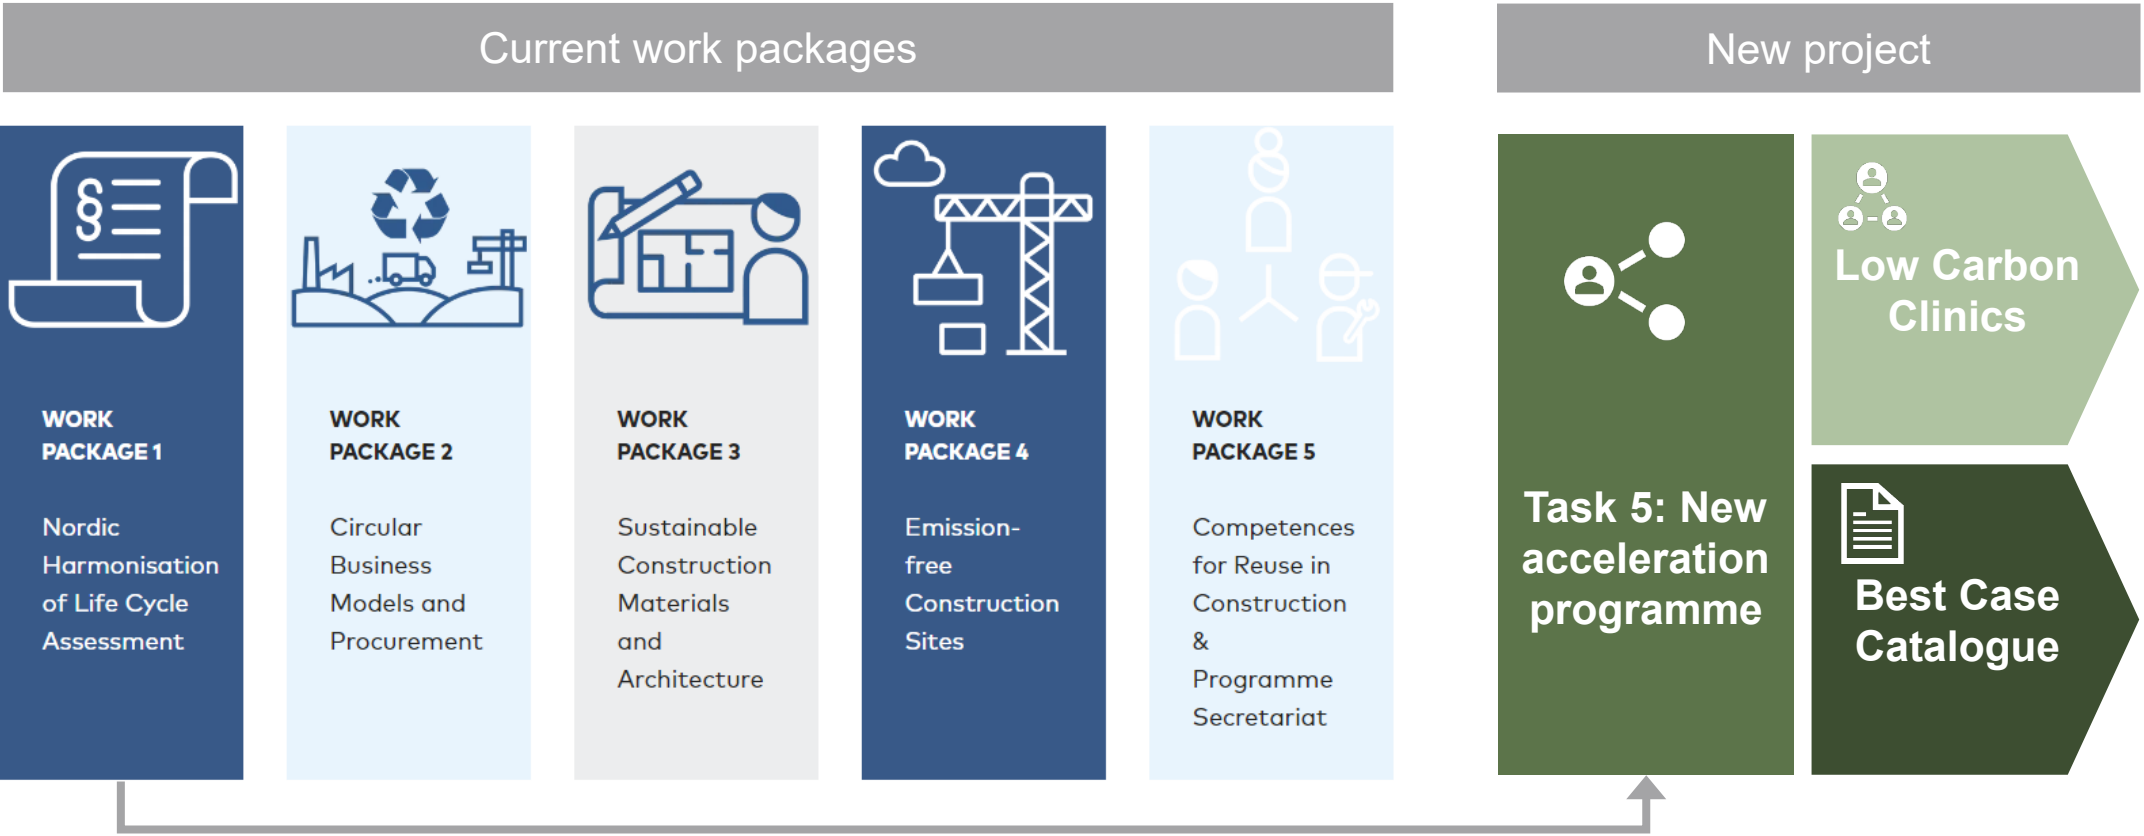 Current work packages
New project
§
WORK
PACKAGE 1
Nordic
Harmonisation
of Life Cycle
Assessment
WORK
PACKAGE 2
Circular
Business
Models and
Procurement
WORK
PACKAGE 3
Sustainable
Construction
Materials
and
Architecture
WORK
PACKAGE 4
Emission-
free
Construction
Sites
WORK
PACKAGE 5
Competences
for Reuse in
Construction
&
Programme
Secretariat
Task 5: New
acceleration
programme
Low Carbon
Clinics
Best Case
Catalogue